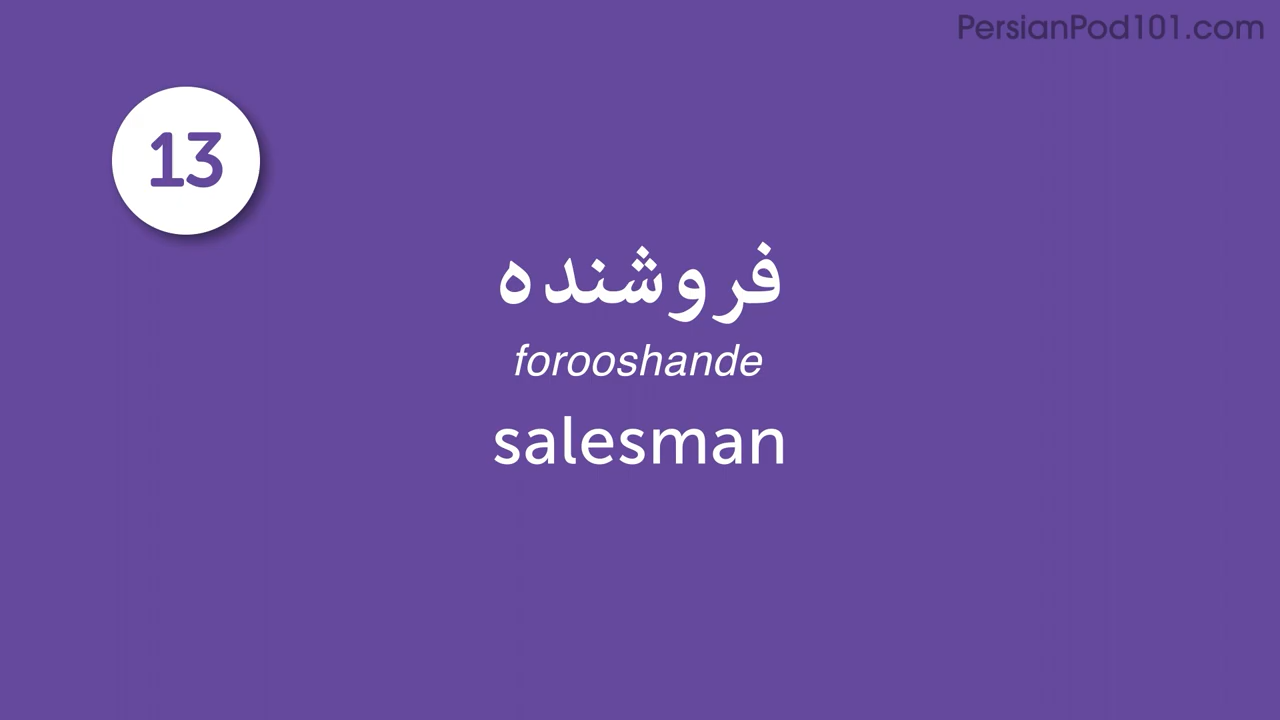 PersianPod101.com
13
فروشنده
forooshande
salesman